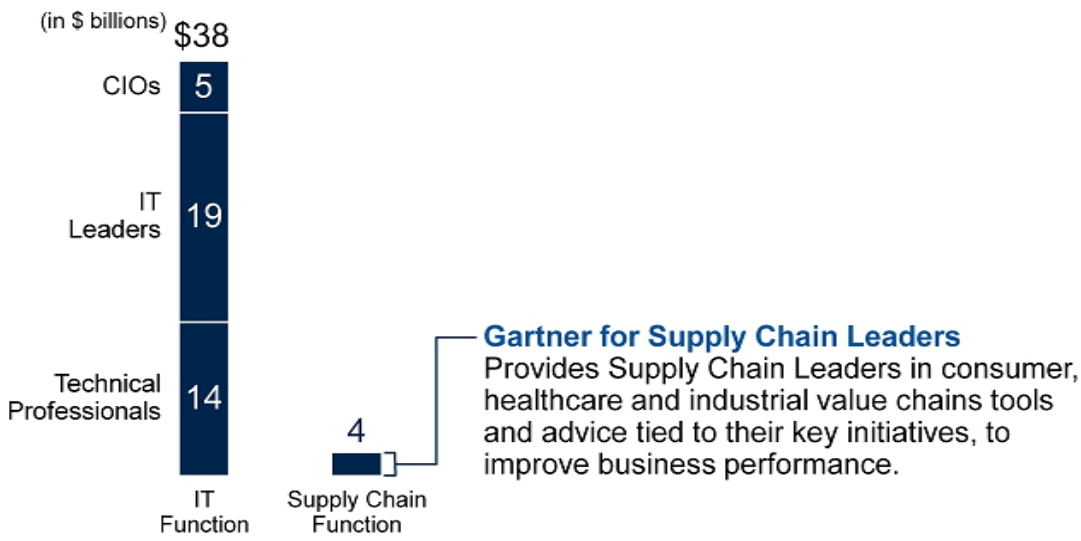 (in $ billions)
$38
CIOs
5
IT
Leaders
19
Technical
Professionals
14
IT
Function
4
Supply Chain
Function
Gartner for Supply Chain Leaders
Provides Supply Chain Leaders in consumer,
healthcare and industrial value chains tools
and advice tied to their key initiatives, to
improve business performance.